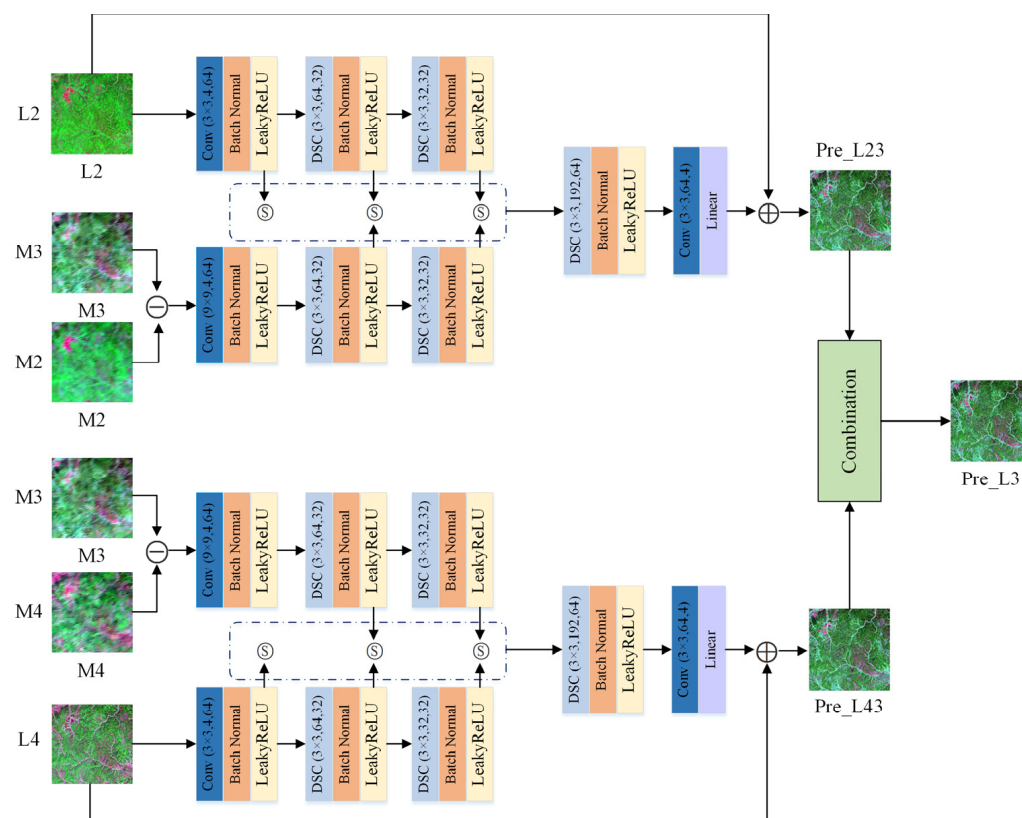 L2
L2
Conv (3×3,4,64)
Batch Normal
LeakyReLU
DSC (3×3,64,32)
Batch Normal
LeakyReLU
DSC (3×3,32,32)
Batch Normal
LeakyReLU
S
S
S
M3
M3
M2
M2
Conv (9×9,4,64)
Batch Normal
LeakyReLU
DSC (3×3,64,32)
Batch Normal
LeakyReLU
DSC (3×3,32,32)
Batch Normal
LeakyReLU
DSC (3×3,192,64)
Batch Normal
LeakyReLU
Conv (3×3,64,4)
Linear
Pre_L23
Combination
Pre_L3
M3
M3
M4
M4
Conv (9×9,4,64)
Batch Normal
LeakyReLU
DSC (3×3,64,32)
Batch Normal
LeakyReLU
DSC (3×3,32,32)
Batch Normal
LeakyReLU
S
S
S
L4
Conv (3×3,4,64)
Batch Normal
LeakyReLU
DSC (3×3,64,32)
Batch Normal
LeakyReLU
DSC (3×3,32,32)
Batch Normal
LeakyReLU
DSC (3×3,192,64)
Batch Normal
LeakyReLU
Conv (3×3,64,4)
Linear
Pre_L43